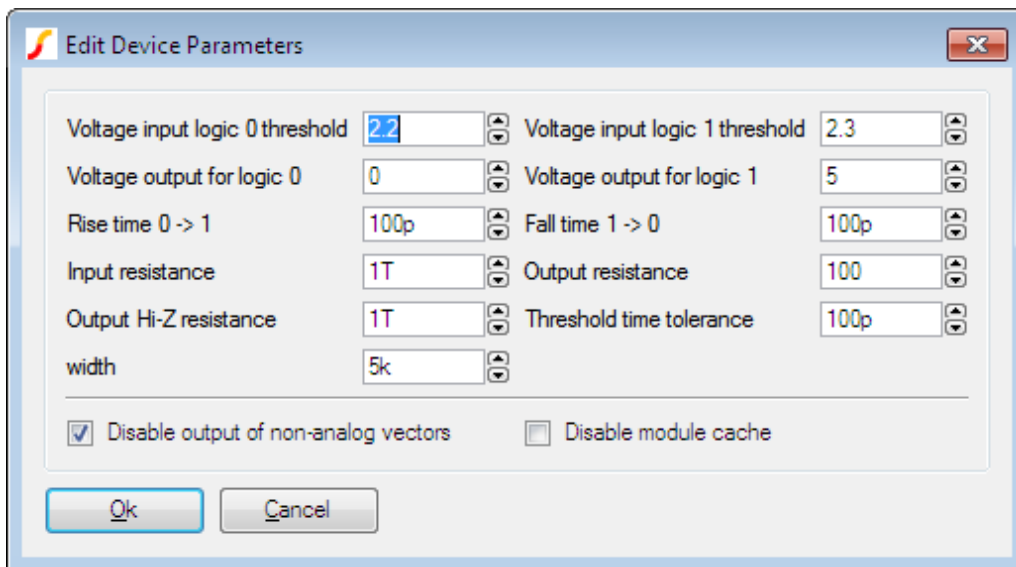 Edit Device Parameters
Voltage input logic 0 threshold 2.2 Voltage input logic 1 threshold 2.3
Voltage output for logic 0 0 Voltage output for logic 1 5
Rise time 0 -> 1 100p Fall time 1 -> 0 100p
Input resistance 1T Output resistance 100
Output Hi-Z resistance 1T Threshold time tolerance 100p
width 5k
Disable output of non-analog vectors Disable module cache
Ok Cancel